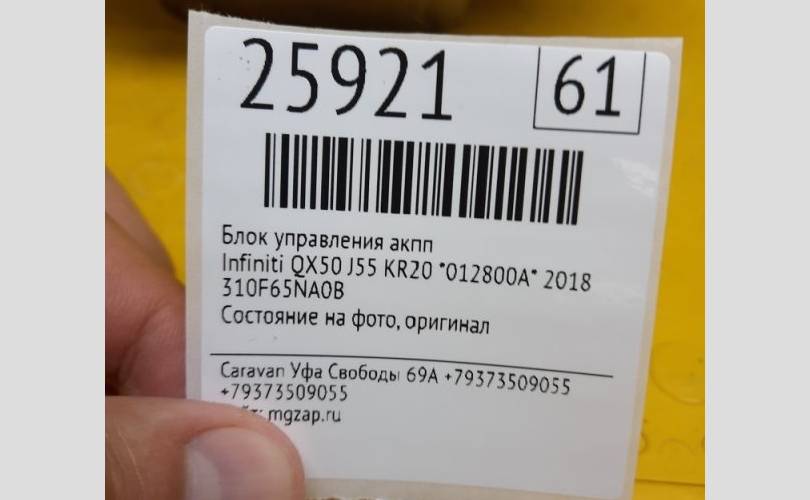 25921
61
Блок управления акпп
Infiniti QX50 J55 KR20 *012800A* 2018
310F65NA0B
Состояние на фото, оригинал
Caravan Уфа Свободы 69А +79373509055
+79373509055
mgzap.ru